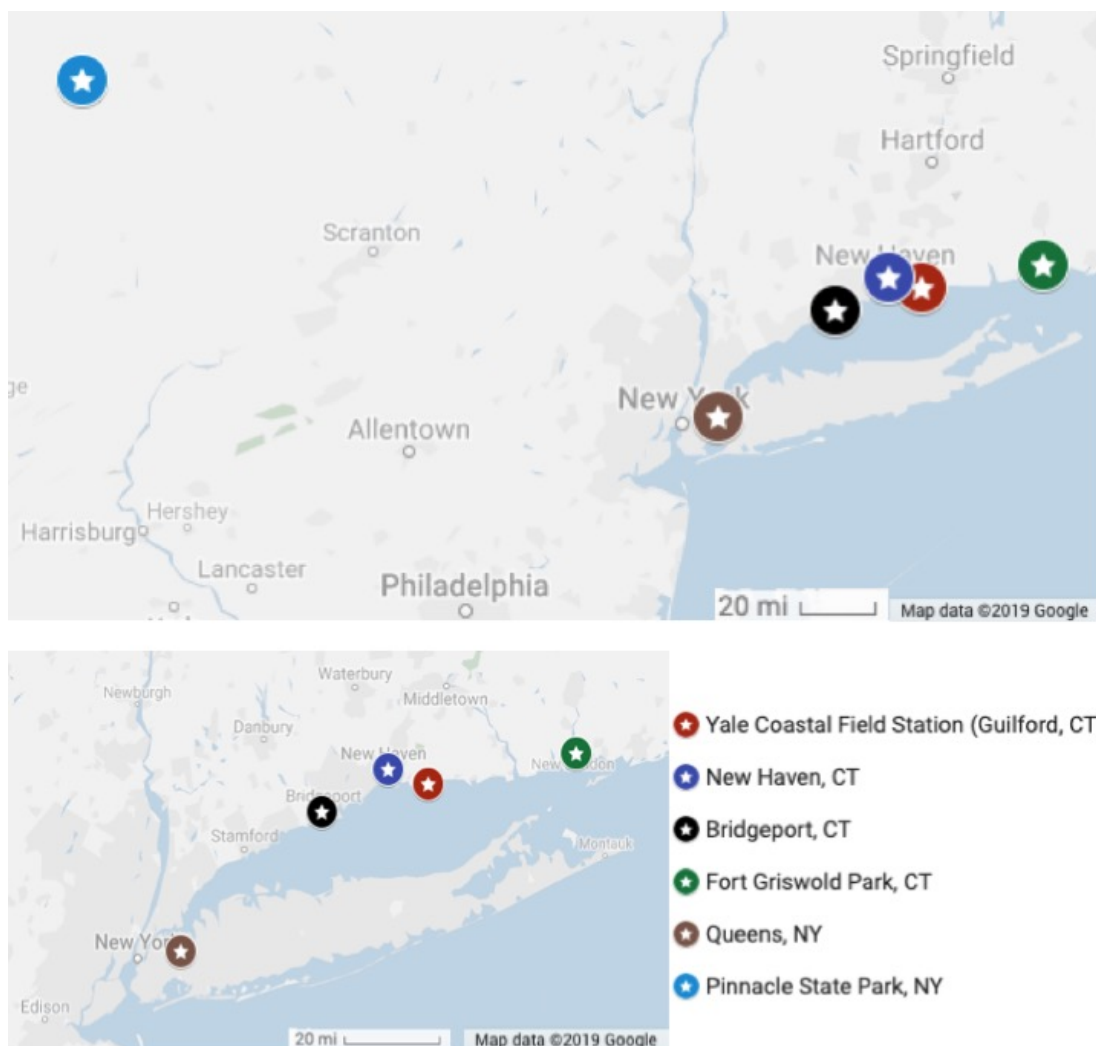 Springfield
Hartford
Scranton
New Haven
New York
Allentown
Hershey
Harrisburg
Lancaster
Philadelphia
20 mi
Map data ©2019 Google
Newburgh
Waterbury
Middletown
Danbury
New Haven
Bridgeport
Stamford
Montauk
New York
Edison
20 mi
Map data ©2019 Google
Yale Coastal Field Station (Guilford, CT
New Haven, CT
Bridgeport, CT
Fort Griswold Park, CT
Queens, NY
Pinnacle State Park, NY